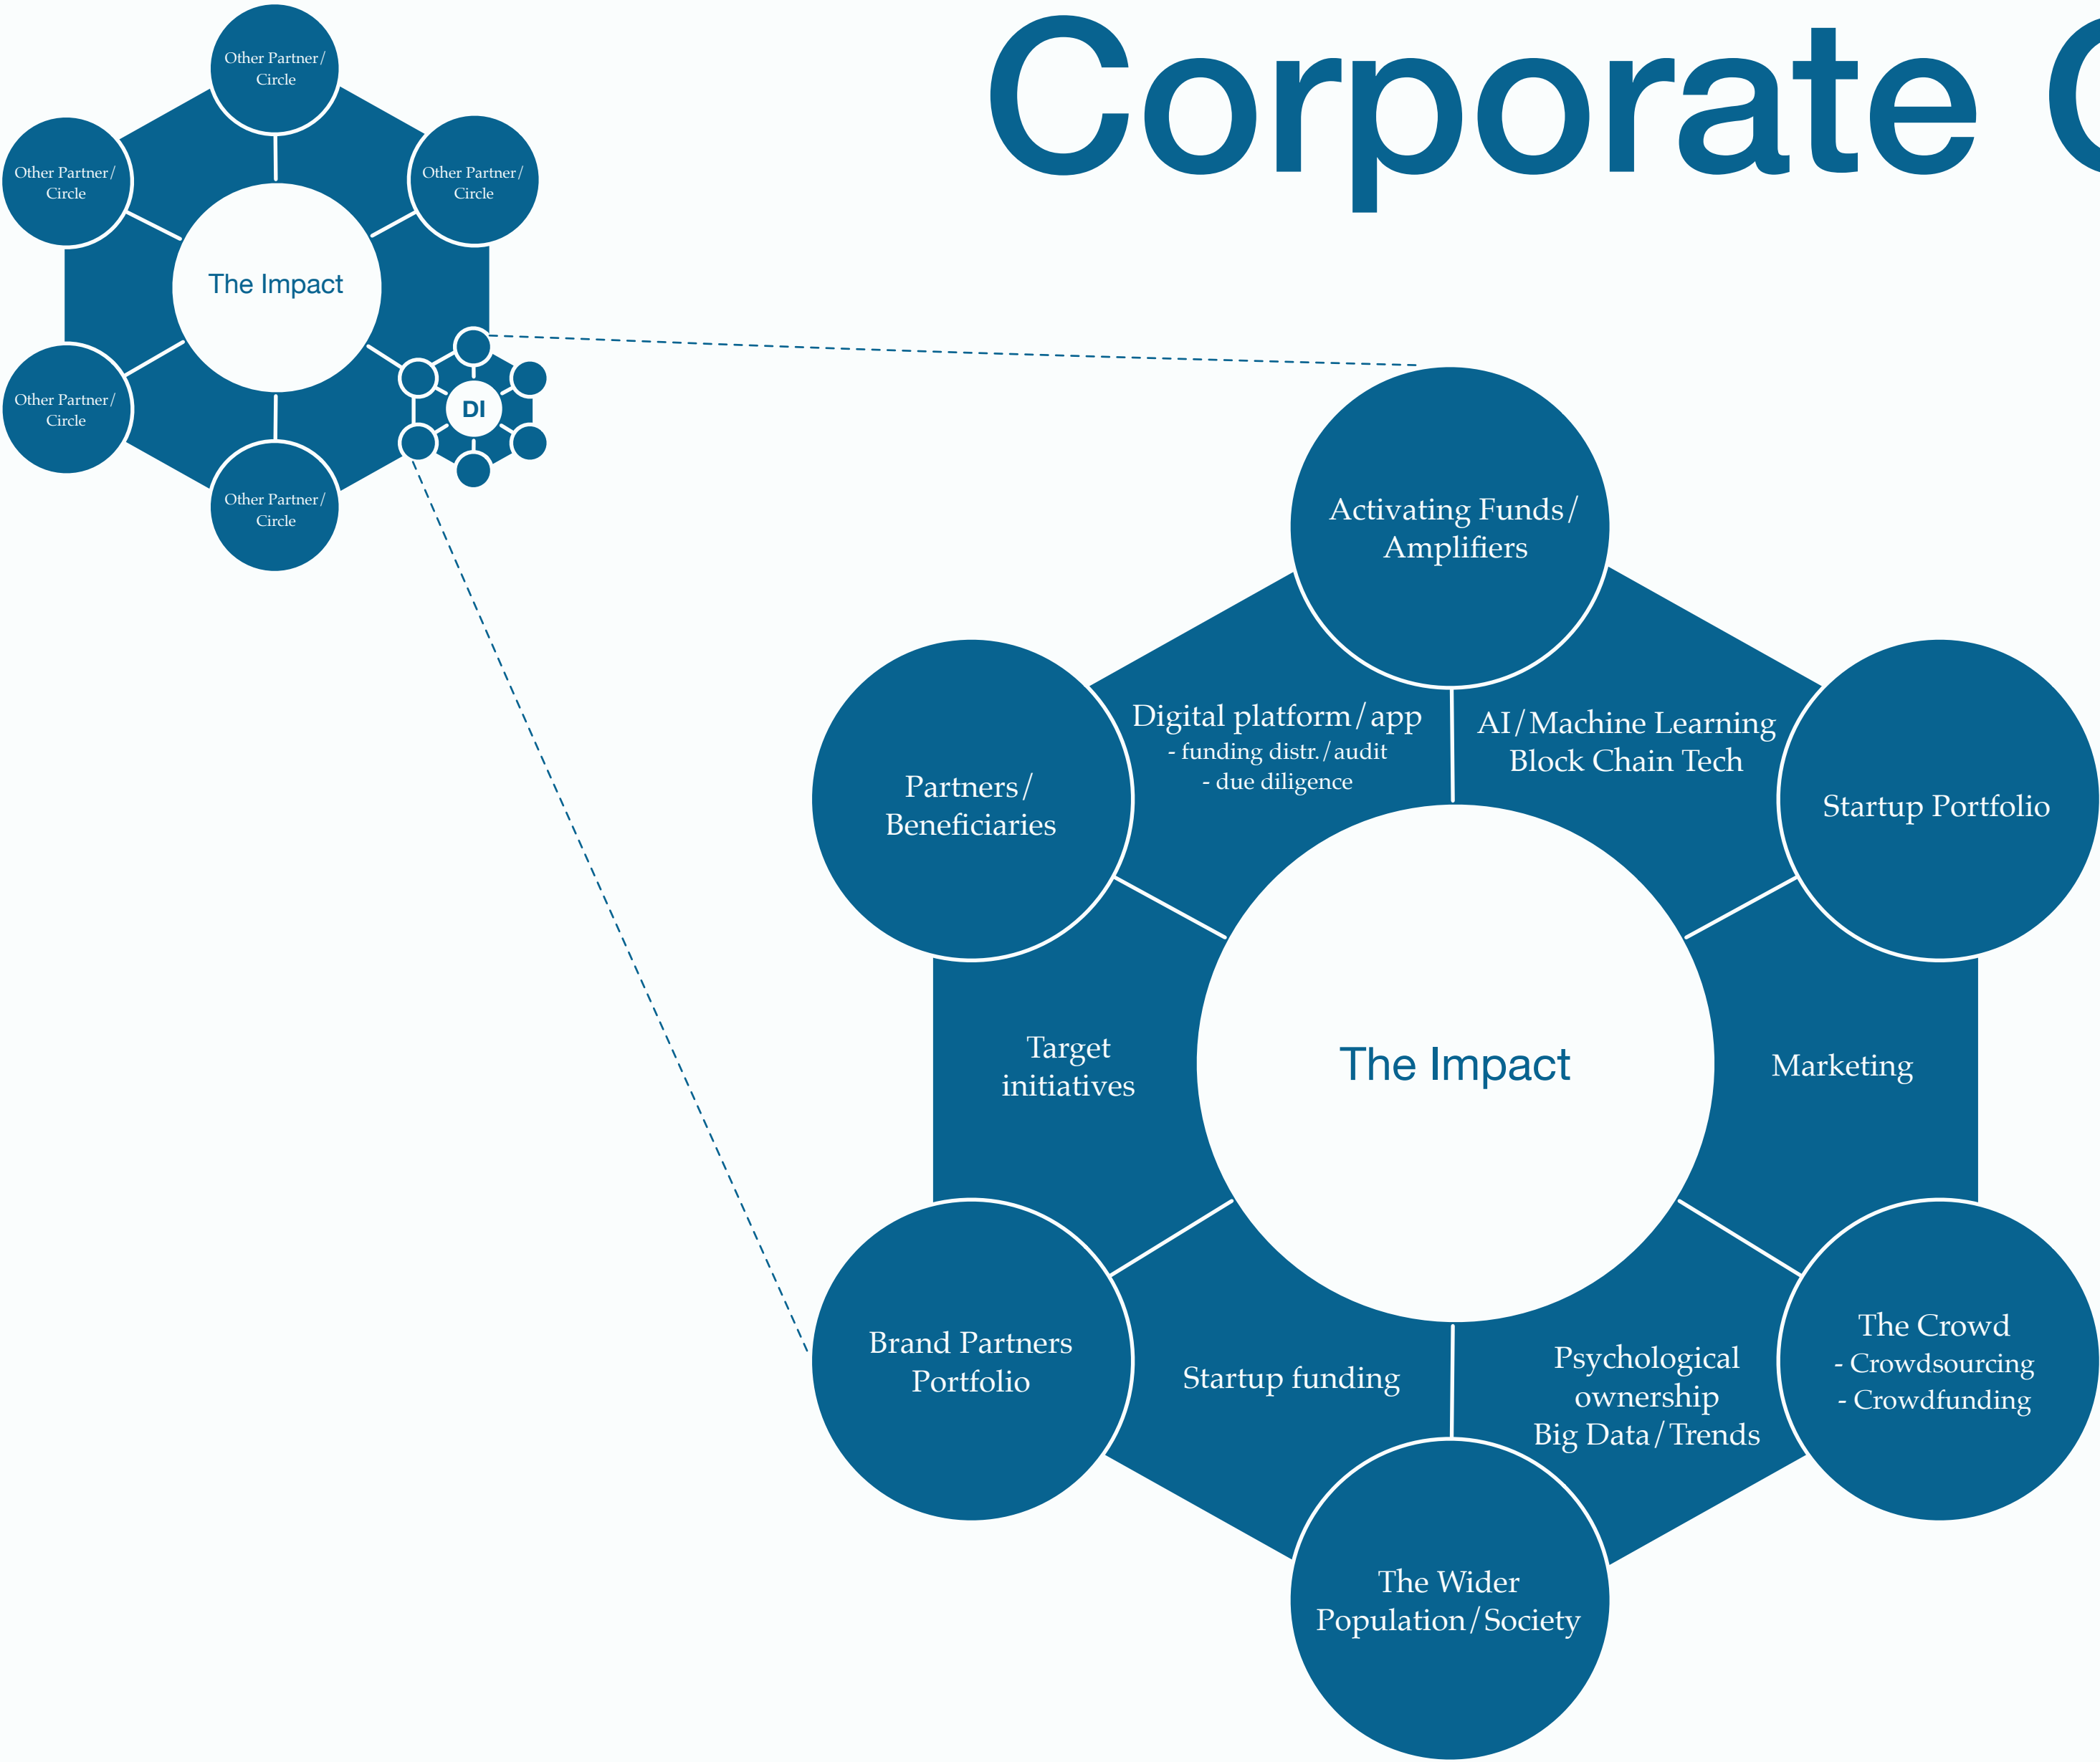 Corporate
Other Partner/
Circle
Other Partner/
Circle
Other Partner/
Circle
The Impact
Other Partner/
Circle
DI
Other Partner/
Circle
Activating Funds/
Amplifiers
Digital platform/app
- funding distr./audit
- due diligence
AI/Machine Learning
Block Chain Tech
Partners/
Beneficiaries
Startup Portfolio
Target
initiatives
The Impact
Marketing
Brand Partners
Portfolio
Startup funding
Psychological
ownership
Big Data/Trends
The Crowd
- Crowdsourcing
- Crowdfunding
The Wider
Population/Society